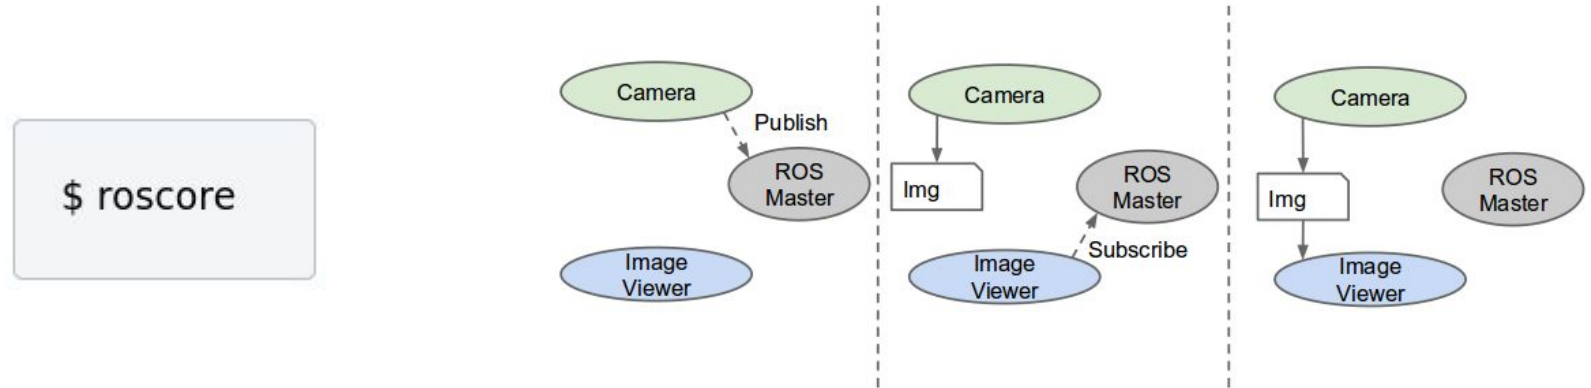 $ roscore
Camera
Publish
ROS
Master
Image
Viewer
Camera
Img
ROS
Master
Subscribe
Image
Viewer
Camera
Img
ROS
Master
Image
Viewer